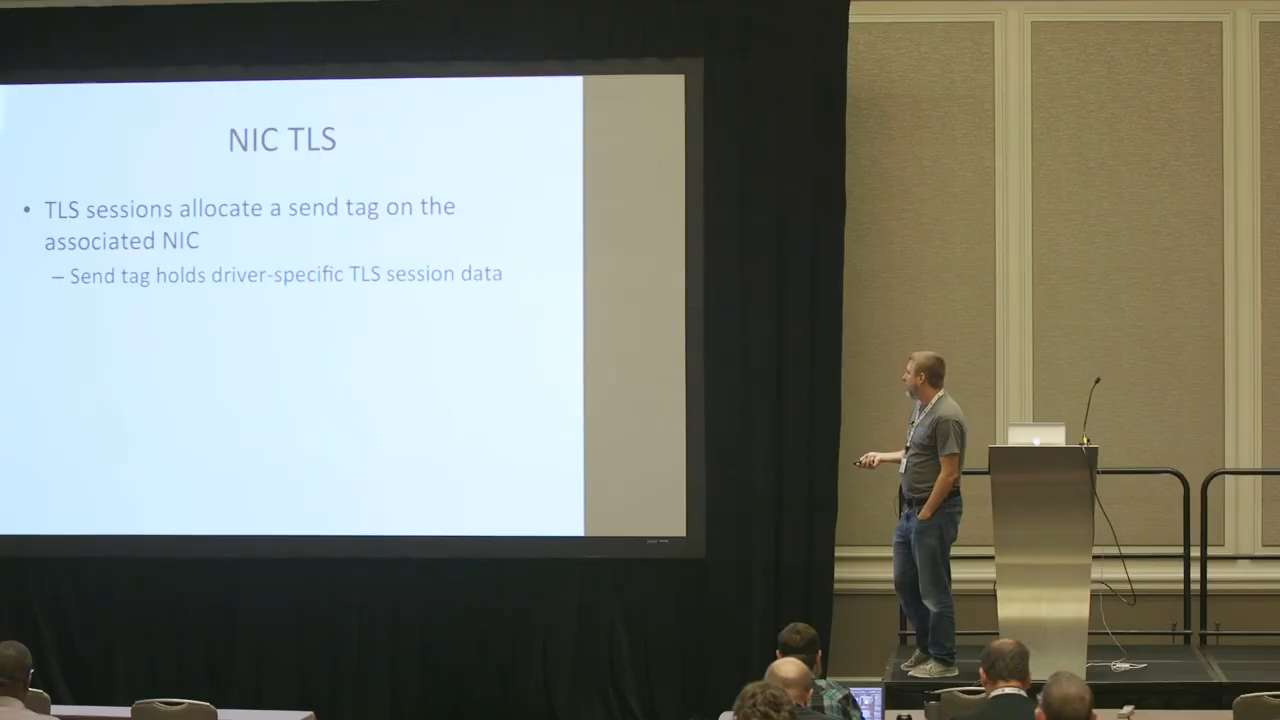 NIC TLS
• TLS sessions allocate a send tag on the
associated NIC
– Send tag holds driver-specific TLS session data